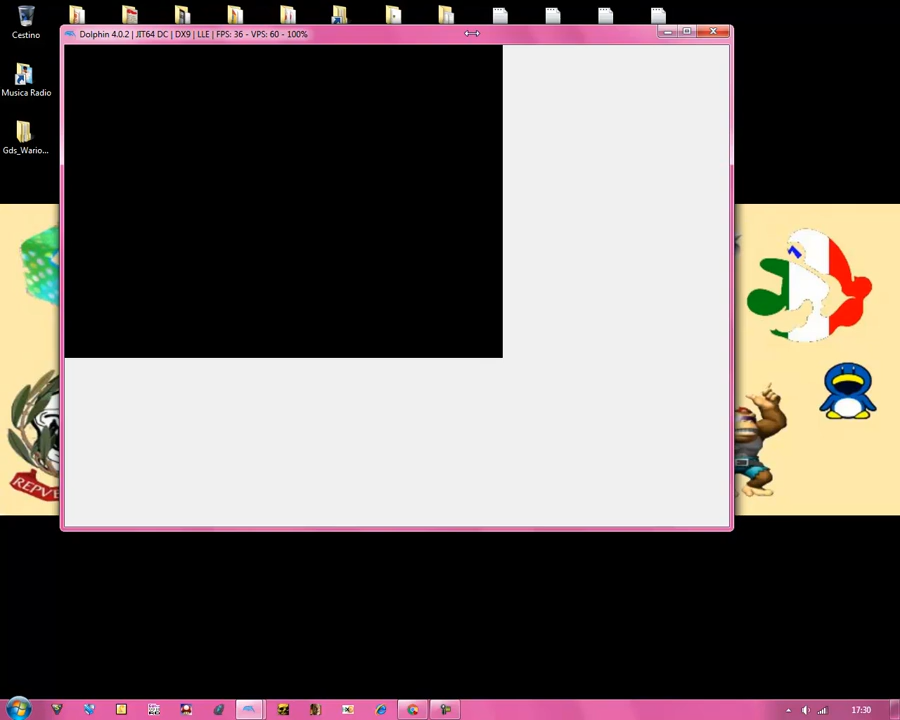 Dolphin 4.0.2 | JIT64 DC | DX9 | LLE | FPS: 36 - VPS: 60 - 100%
Cestino
Musica Radio
Gds_Wario...
REPV
17:30